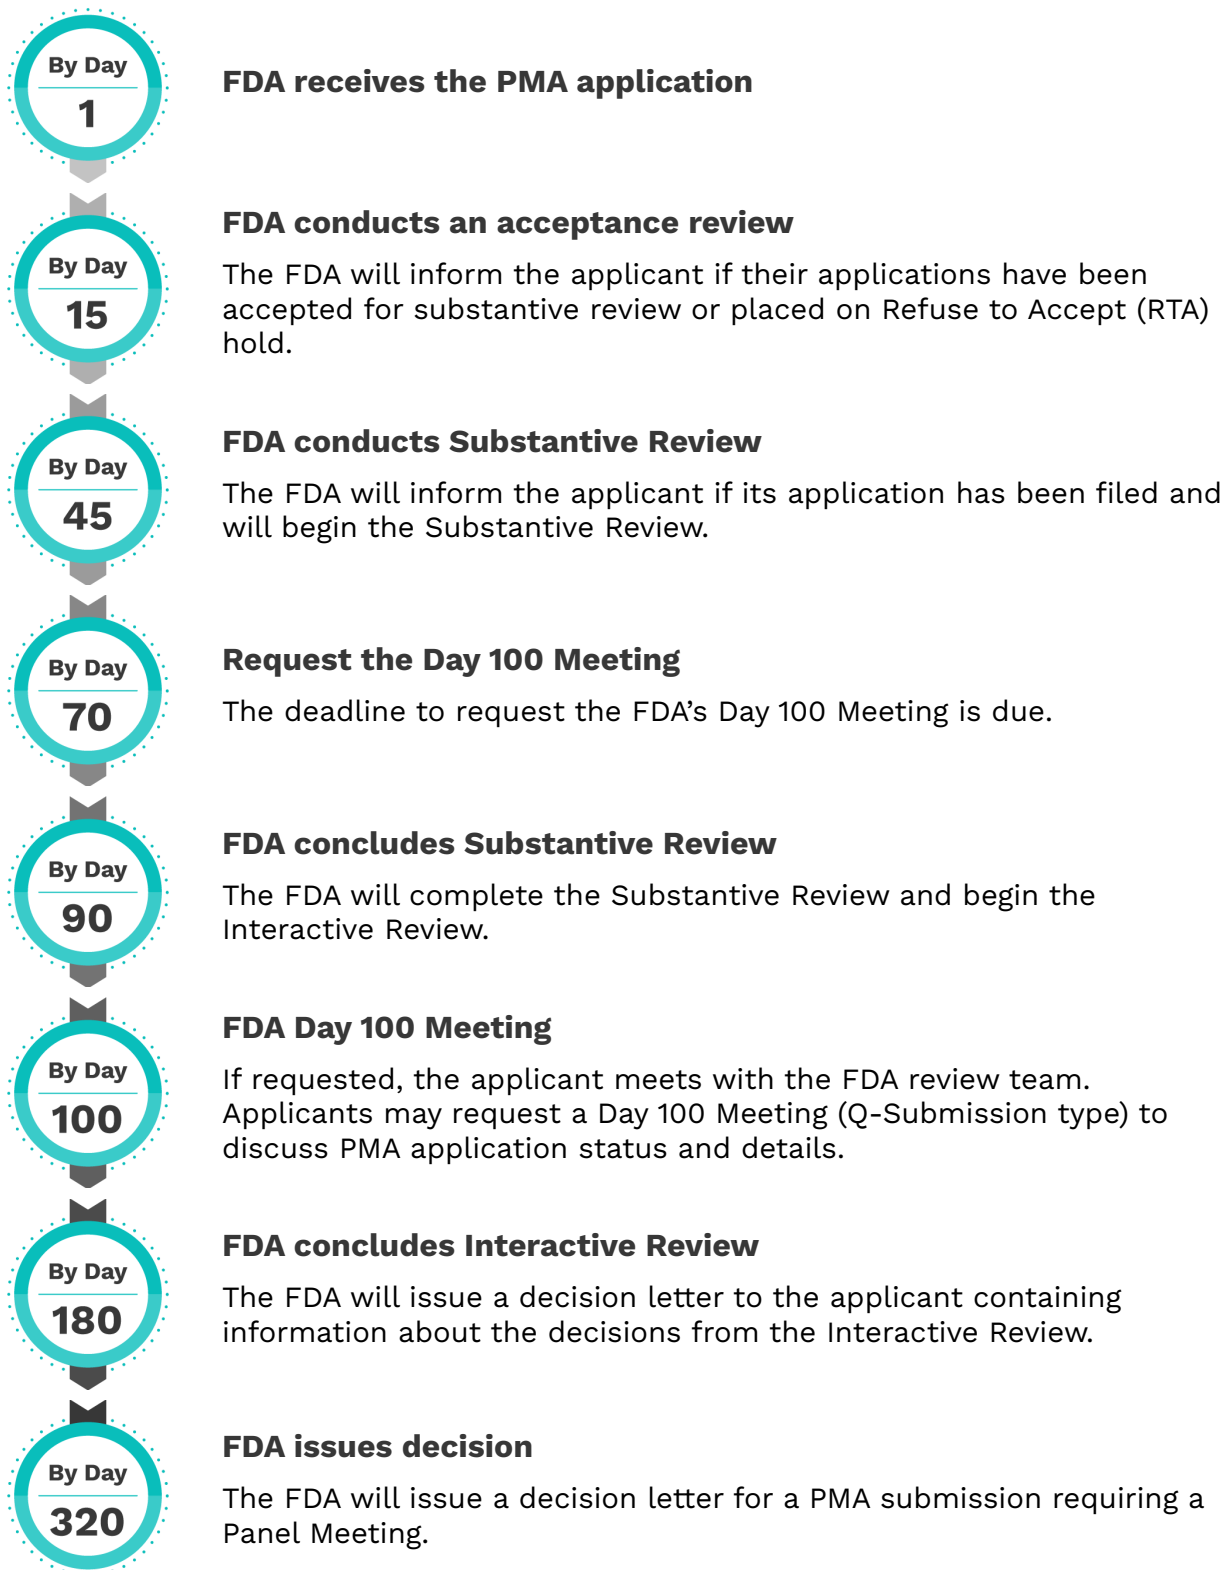 By Day
1
FDA receives the PMA application
By Day
15
FDA conducts an acceptance review
The FDA will inform the applicant if their applications have been
accepted for substantive review or placed on Refuse to Accept (RTA)
hold.
By Day
45
FDA conducts Substantive Review
The FDA will inform the applicant if its application has been filed and
will begin the Substantive Review.
By Day
70
Request the Day 100 Meeting
The deadline to request the FDA’s Day 100 Meeting is due.
By Day
90
FDA concludes Substantive Review
The FDA will complete the Substantive Review and begin the
Interactive Review.
By Day
100
FDA Day 100 Meeting
If requested, the applicant meets with the FDA review team.
Applicants may request a Day 100 Meeting (Q-Submission type) to
discuss PMA application status and details.
By Day
180
FDA concludes Interactive Review
The FDA will issue a decision letter to the applicant containing
information about the decisions from the Interactive Review.
By Day
320
FDA issues decision
The FDA will issue a decision letter for a PMA submission requiring a
Panel Meeting.